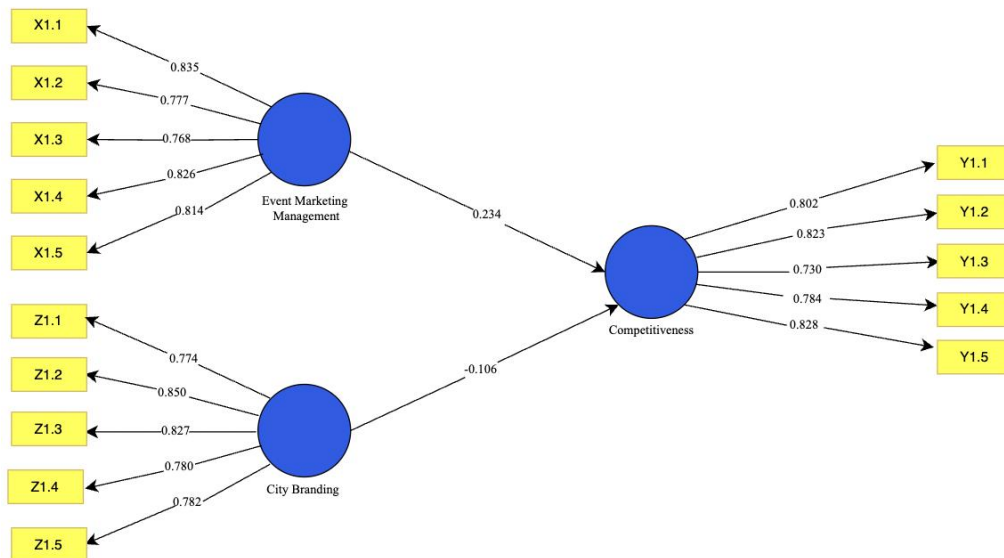 X1.1
0.835
X1.2
0.777
X1.3
0.768
X1.4
0.826
X1.5
0.814
Event Marketing
Management
0.234
Z1.1
0.774
Z1.2
0.850
Z1.3
0.827
Z1.4
0.780
Z1.5
0.782
City Branding
-0.106
Competitiveness
Y1.1
0.802
Y1.2
0.823
Y1.3
0.730
Y1.4
0.784
Y1.5
0.828